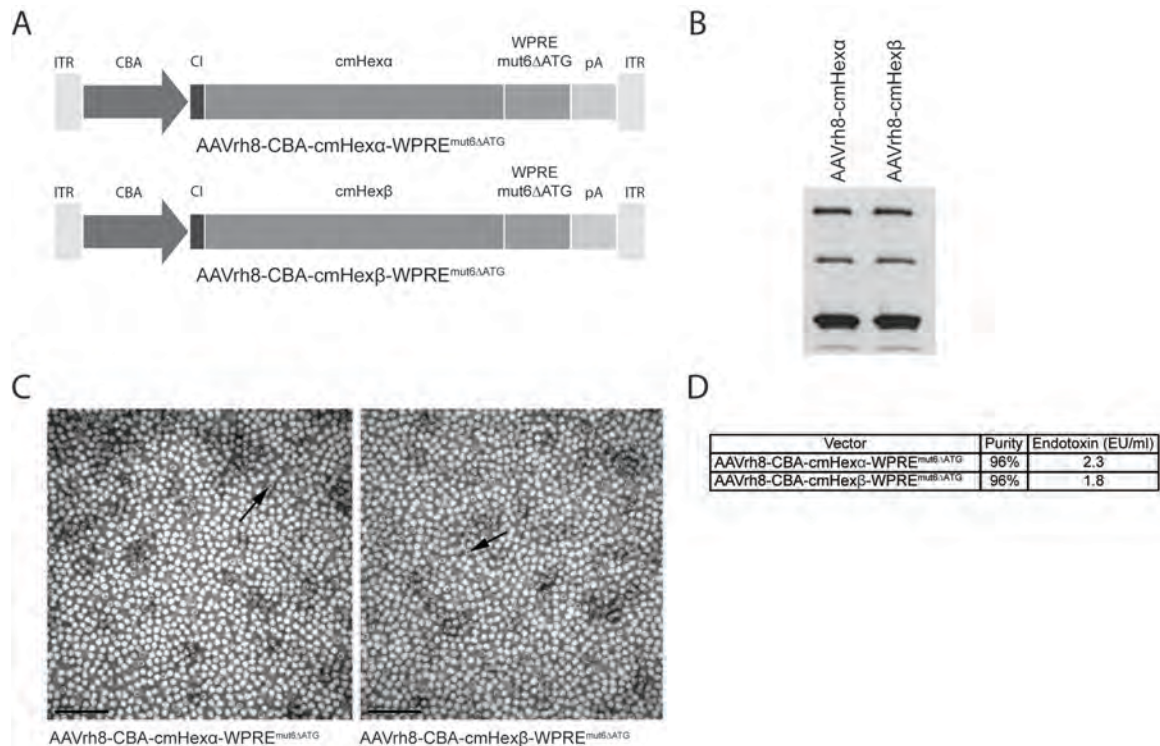 A
WPRE
ITR CBA CI cmHexα mut6ΔATG pA ITR
AAVrh8-CBA-cmHexα-WPREmut6ΔATG
WPRE
ITR CBA CI cmHexβ mut6ΔATG pA ITR
AAVrh8-CBA-cmHexβ-WPREmut6ΔATG
B
AAVrh8-cmHexα
AAVrh8-cmHexβ
C
AAVrh8-CBA-cmHexα-WPREmut6ΔATG
AAVrh8-CBA-cmHexβ-WPREmut6ΔATG
D
Vector Purity Endotoxin (EU/ml)
AAVrh8-CBA-cmHexα-WPREmut6ΔATG 96% 2.3
AAVrh8-CBA-cmHexβ-WPREmut6ΔATG 96% 1.8